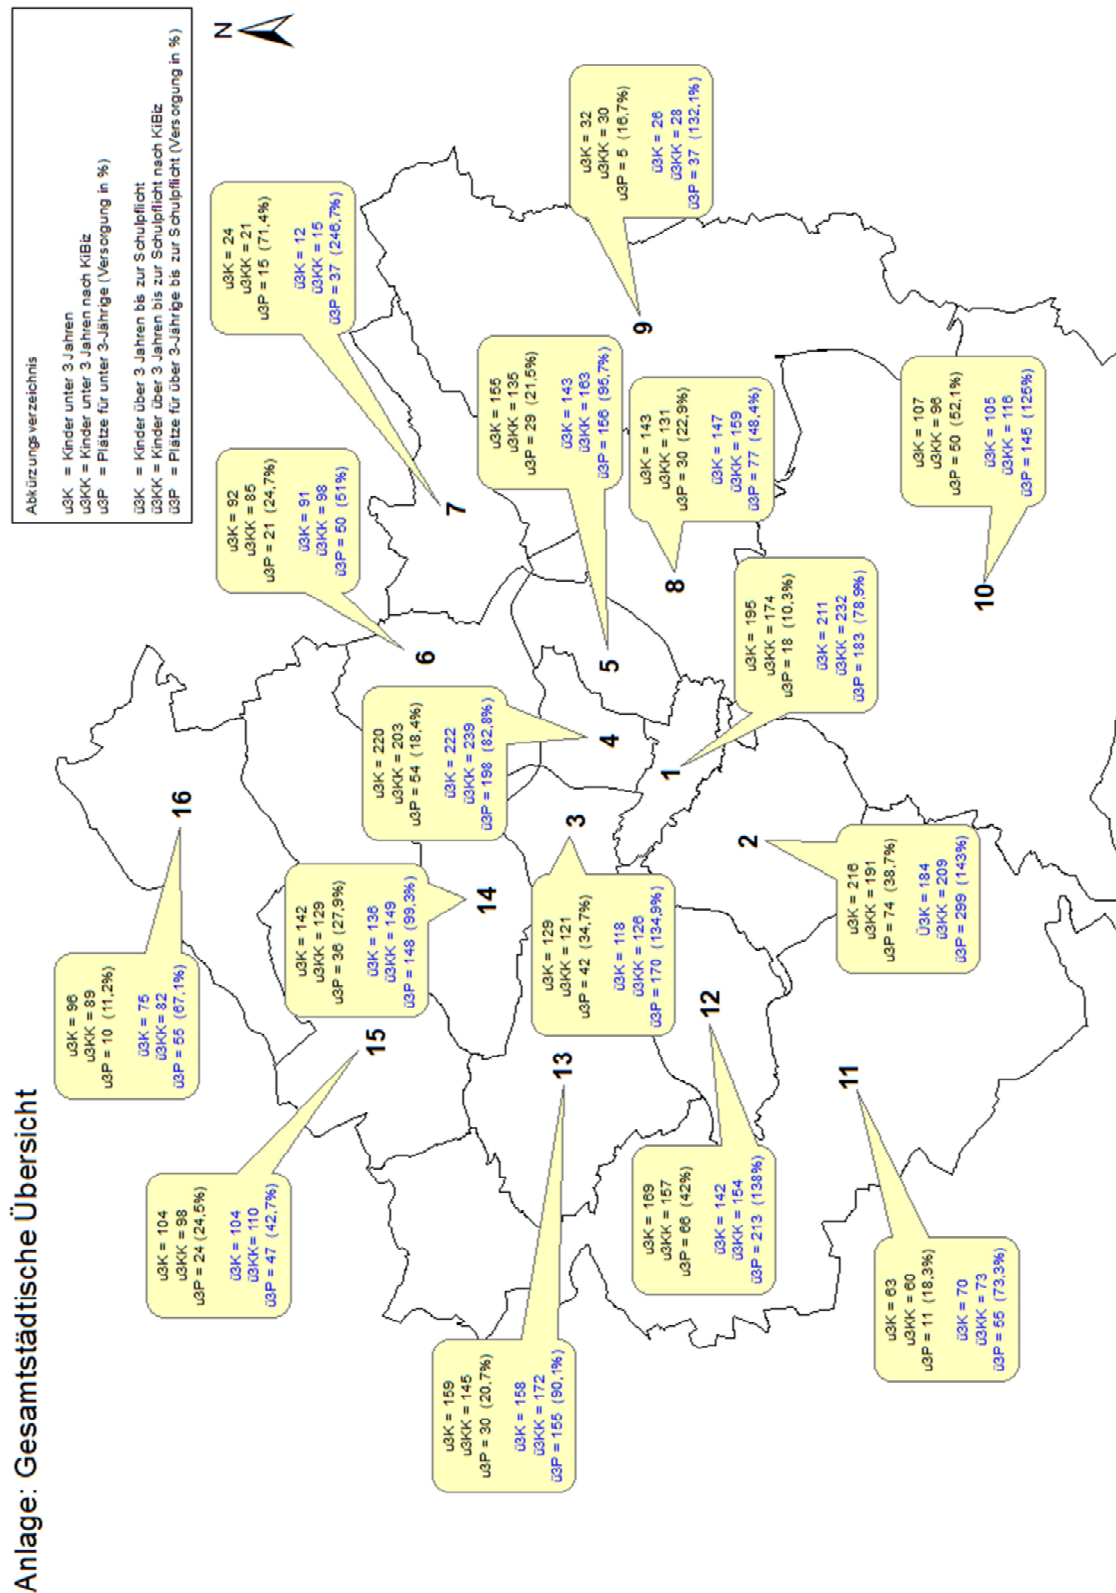 Anlage: Gesamtstädtische Übersicht
Abkürzungsverzeichnis
u3K = Kinder unter 3 Jahren
u3KK = Kinder unter 3 Jahren nach KiBiz
u3P = Plätze für unter 3-Jährige (Versorgung in %)
ü3K = Kinder über 3 Jahren bis zur Schulpflicht
ü3KK = Kinder über 3 Jahren bis zur Schulpflicht nach KiBiz
ü3P = Plätze für über 3-Jährige bis zur Schulpflicht (Versorgung in %)
N
u3K = 96
u3KK = 89
u3P = 10 (11,2%)
ü3K = 75
ü3KK = 82
ü3P = 55 (67,1%)
16
u3K = 104
u3KK = 98
u3P = 24 (24,5%)
ü3K = 104
ü3KK = 110
ü3P = 47 (42,7%)
15
u3K = 142
u3KK = 129
u3P = 36 (27,9%)
ü3K = 136
ü3KK = 149
ü3P = 148 (99,3%)
14
u3K = 92
u3KK = 85
u3P = 21 (24,7%)
ü3K = 91
ü3KK = 98
ü3P = 50 (51%)
6
u3K = 24
u3KK = 21
u3P = 15 (71,4%)
ü3K = 12
ü3KK = 15
ü3P = 37 (246,7%)
7
u3K = 220
u3KK = 203
u3P = 54 (18,4%)
ü3K = 222
ü3KK = 239
ü3P = 198 (82,8%)
4
u3K = 155
u3KK = 135
u3P = 29 (21,5%)
ü3K = 143
ü3KK = 163
ü3P = 156 (95,7%)
5
u3K = 32
u3KK = 30
u3P = 5 (16,7%)
ü3K = 26
ü3KK = 28
ü3P = 37 (132,1%)
9
u3K = 159
u3KK = 145
u3P = 30 (20,7%)
ü3K = 158
ü3KK = 172
ü3P = 155 (90,1%)
13
u3K = 129
u3KK = 121
u3P = 42 (34,7%)
ü3K = 118
ü3KK = 126
ü3P = 170 (134,9%)
3
u3K = 143
u3KK = 131
u3P = 30 (22,9%)
ü3K = 147
ü3KK = 159
ü3P = 77 (48,4%)
8
u3K = 169
u3KK = 157
u3P = 66 (42%)
ü3K = 142
ü3KK = 154
ü3P = 213 (138%)
12
u3K = 195
u3KK = 174
u3P = 18 (10,3%)
ü3K = 211
ü3KK = 232
ü3P = 183 (78,9%)
1
u3K = 216
u3KK = 191
u3P = 74 (38,7%)
Ü3K = 184
ü3KK = 209
ü3P = 299 (143%)
2
u3K = 63
u3KK = 60
u3P = 11 (18,3%)
ü3K = 70
ü3KK = 73
ü3P = 55 (73,3%)
11
u3K = 107
u3KK = 96
u3P = 50 (52,1%)
ü3K = 105
ü3KK = 116
ü3P = 145 (125%)
10